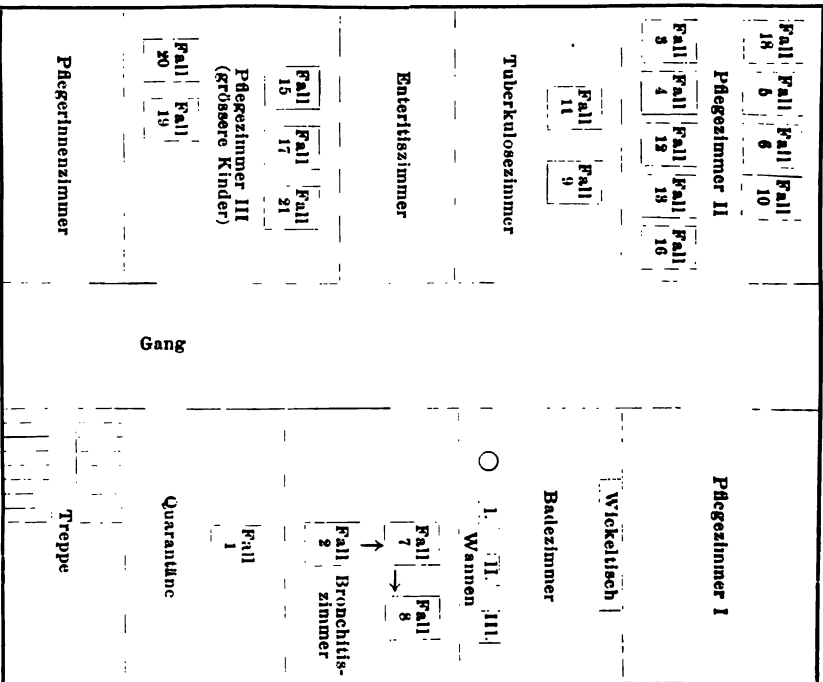 Fall Fall Fall Fall
18 5 6 10
Pflegezimmer II
Fall Fall Fall Fall Fall
3 4 12 13 16
Fall Fall
11 9
Tuberkulosezimmer
Enteritiszimmer
Fall Fall Fall
15 17 21
Pflegezimmer III
(grössere Kinder)
Fall Fall
20 19
Pflegerinnenzimmer
Gang
Pflegezimmer I
Wickeltisch
Badezimmer
I. II. III.
Wannen
Fall Fall
7 8
Fall
2
Bronchitis-
zimmer
Fall
1
Quarantäne
Treppe